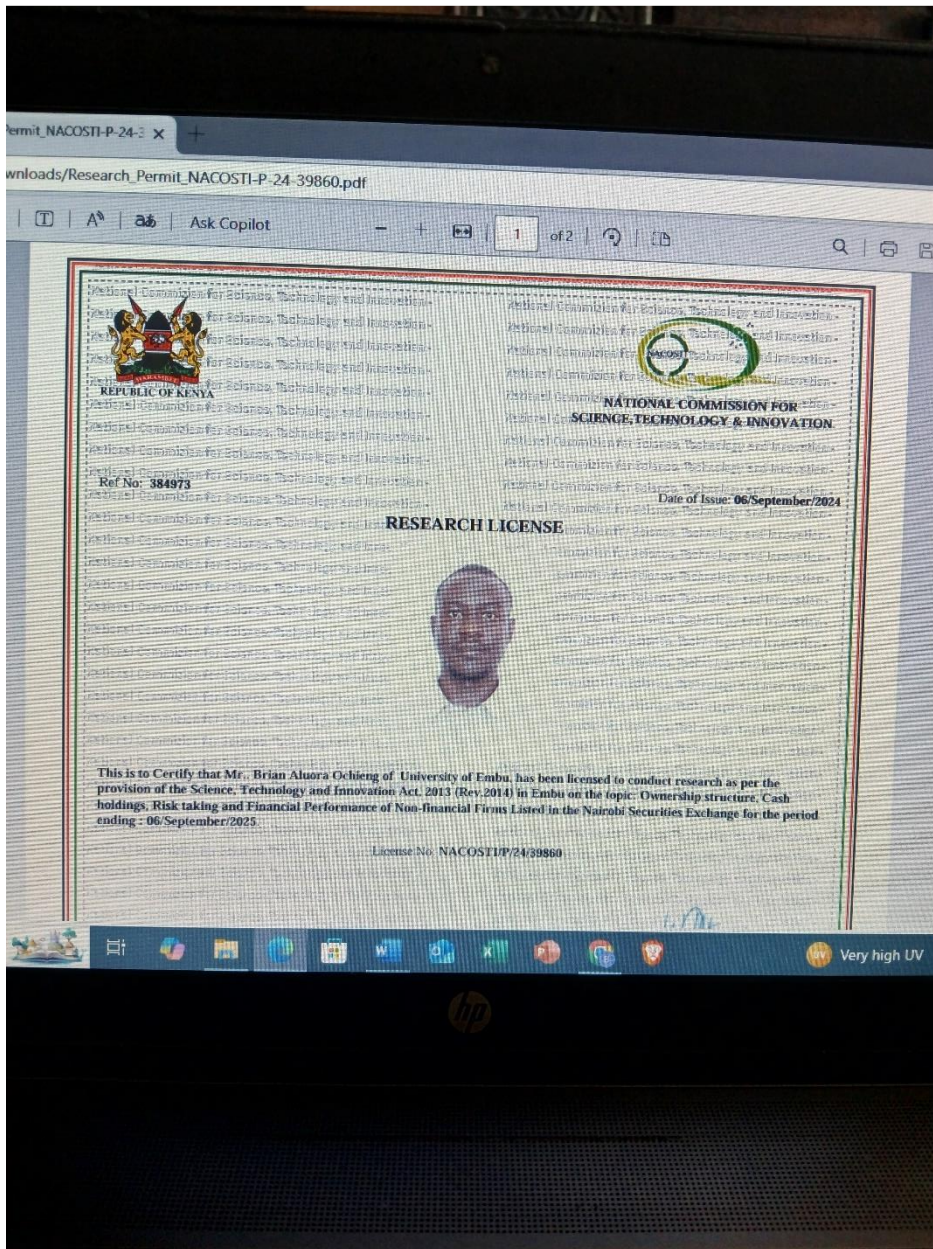 Permit_NACOSTI-P-24-3
wnloads/Research_Permit_NACOSTI-P-24-39860.pdf
Ask Copilot
1 of 2
HARAMBEE
REPUBLIC OF KENYA
NACOSTI
NATIONAL COMMISSION FOR
SCIENCE, TECHNOLOGY & INNOVATION
Ref No: 384973
Date of Issue: 06/September/2024
RESEARCH LICENSE
This is to Certify that Mr.. Brian Aluora Ochieng of University of Embu, has been licensed to conduct research as per the
provision of the Science, Technology and Innovation Act, 2013 (Rev.2014) in Embu on the topic: Ownership structure, Cash
holdings, Risk taking and Financial Performance of Non-financial Firms Listed in the Nairobi Securities Exchange for the period
ending : 06/September/2025.
License No: NACOSTI/P/24/39860
Very high UV
hp